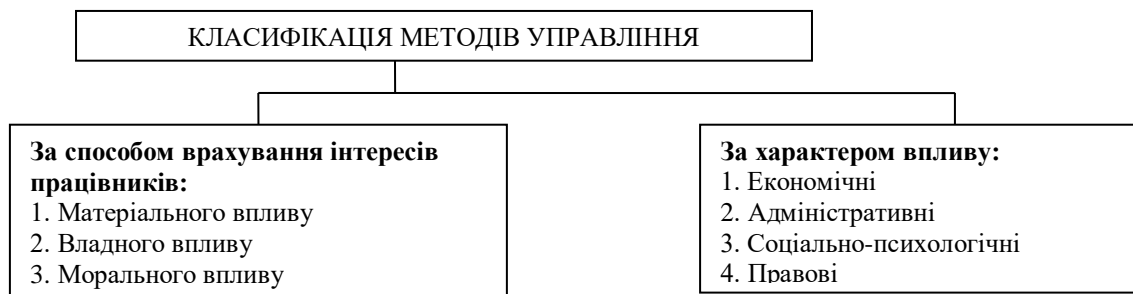 КЛАСИФІКАЦІЯ МЕТОДІВ УПРАВЛІННЯ
За способом врахування інтересів
працівників:
1. Матеріального впливу
2. Владного впливу
3. Морального впливу
За характером впливу:
1. Економічні
2. Адміністративні
3. Соціально-психологічні
4. Правові